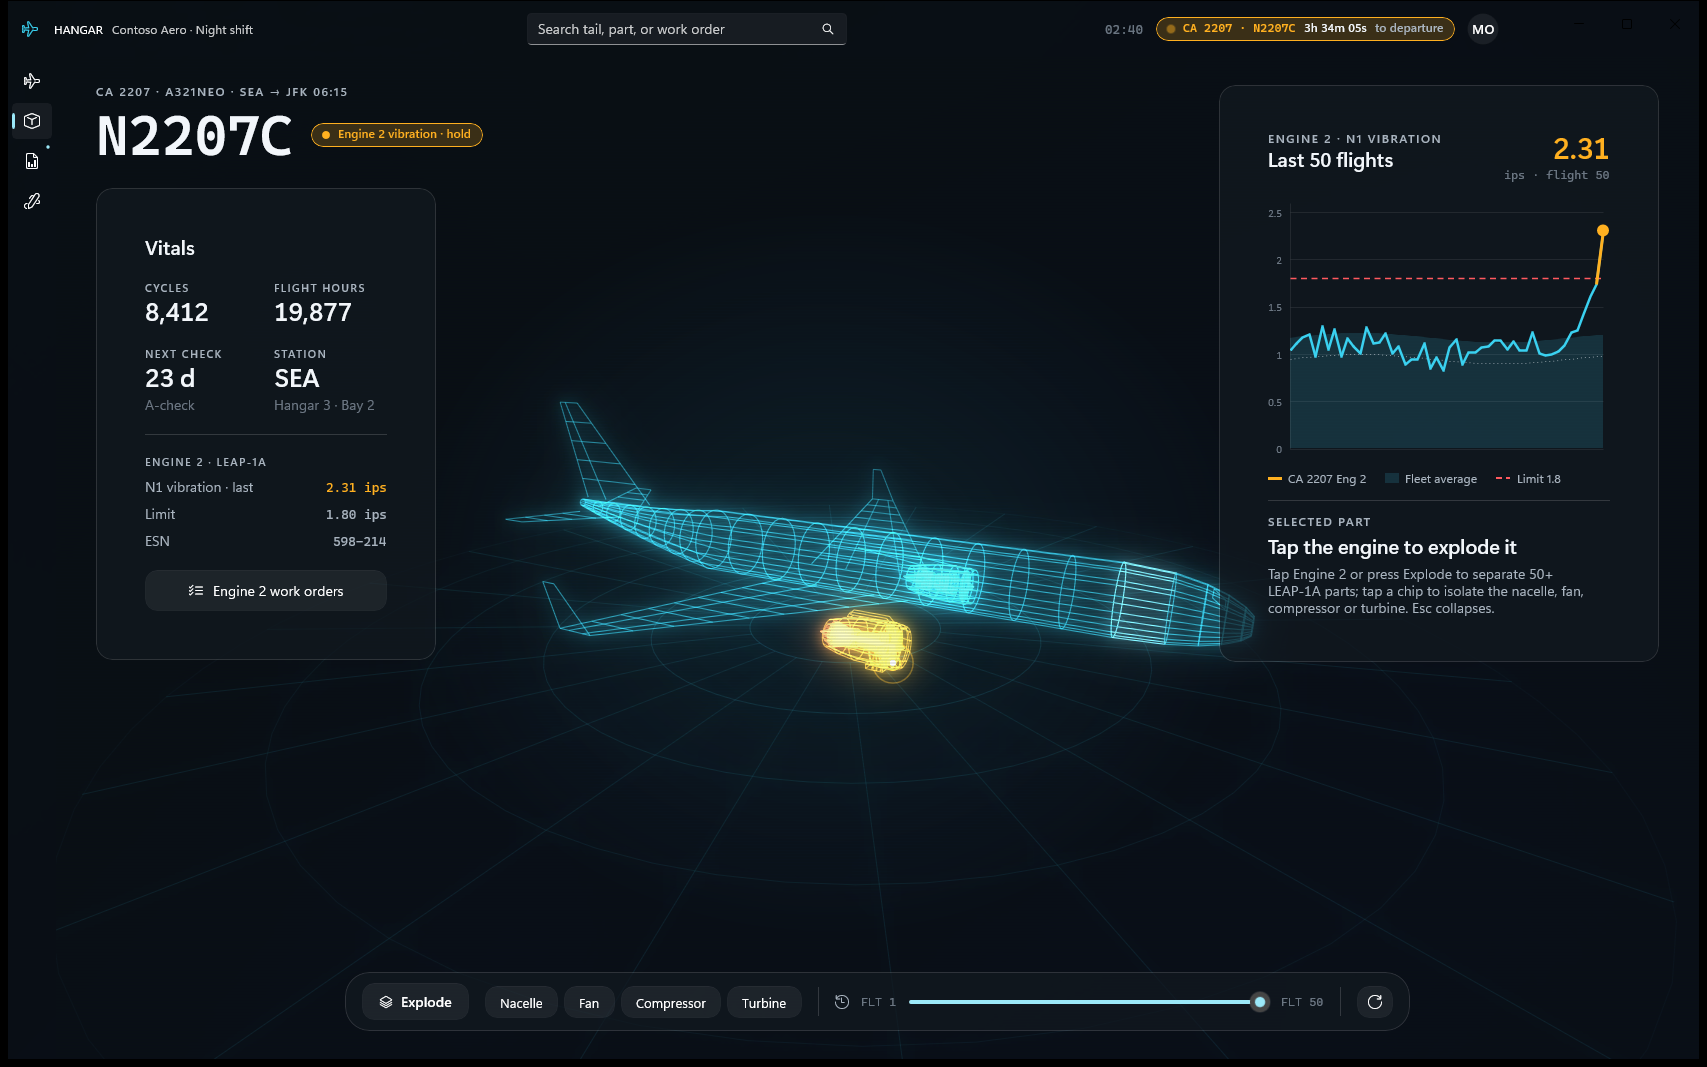 HANGAR Contoso Aero · Night shift
Search tail, part, or work order
02:40
CA 2207 · N2207C 3h 34m 05s to departure
MO
CA 2207 · A321NEO · SEA → JFK 06:15
N2207C
Engine 2 vibration · hold
Vitals
CYCLES
8,412
FLIGHT HOURS
19,877
NEXT CHECK
23 d
A-check
STATION
SEA
Hangar 3 · Bay 2
ENGINE 2 · LEAP-1A
N1 vibration · last 2.31 ips
Limit 1.80 ips
ESN 598-214
Engine 2 work orders
ENGINE 2 · N1 VIBRATION
Last 50 flights
2.31
ips · flight 50
2.5
2
1.5
1
0.5
0
CA 2207 Eng 2
Fleet average
Limit 1.8
SELECTED PART
Tap the engine to explode it
Tap Engine 2 or press Explode to separate 50+
LEAP-1A parts; tap a chip to isolate the nacelle, fan,
compressor or turbine. Esc collapses.
Explode
Nacelle
Fan
Compressor
Turbine
FLT 1
FLT 50